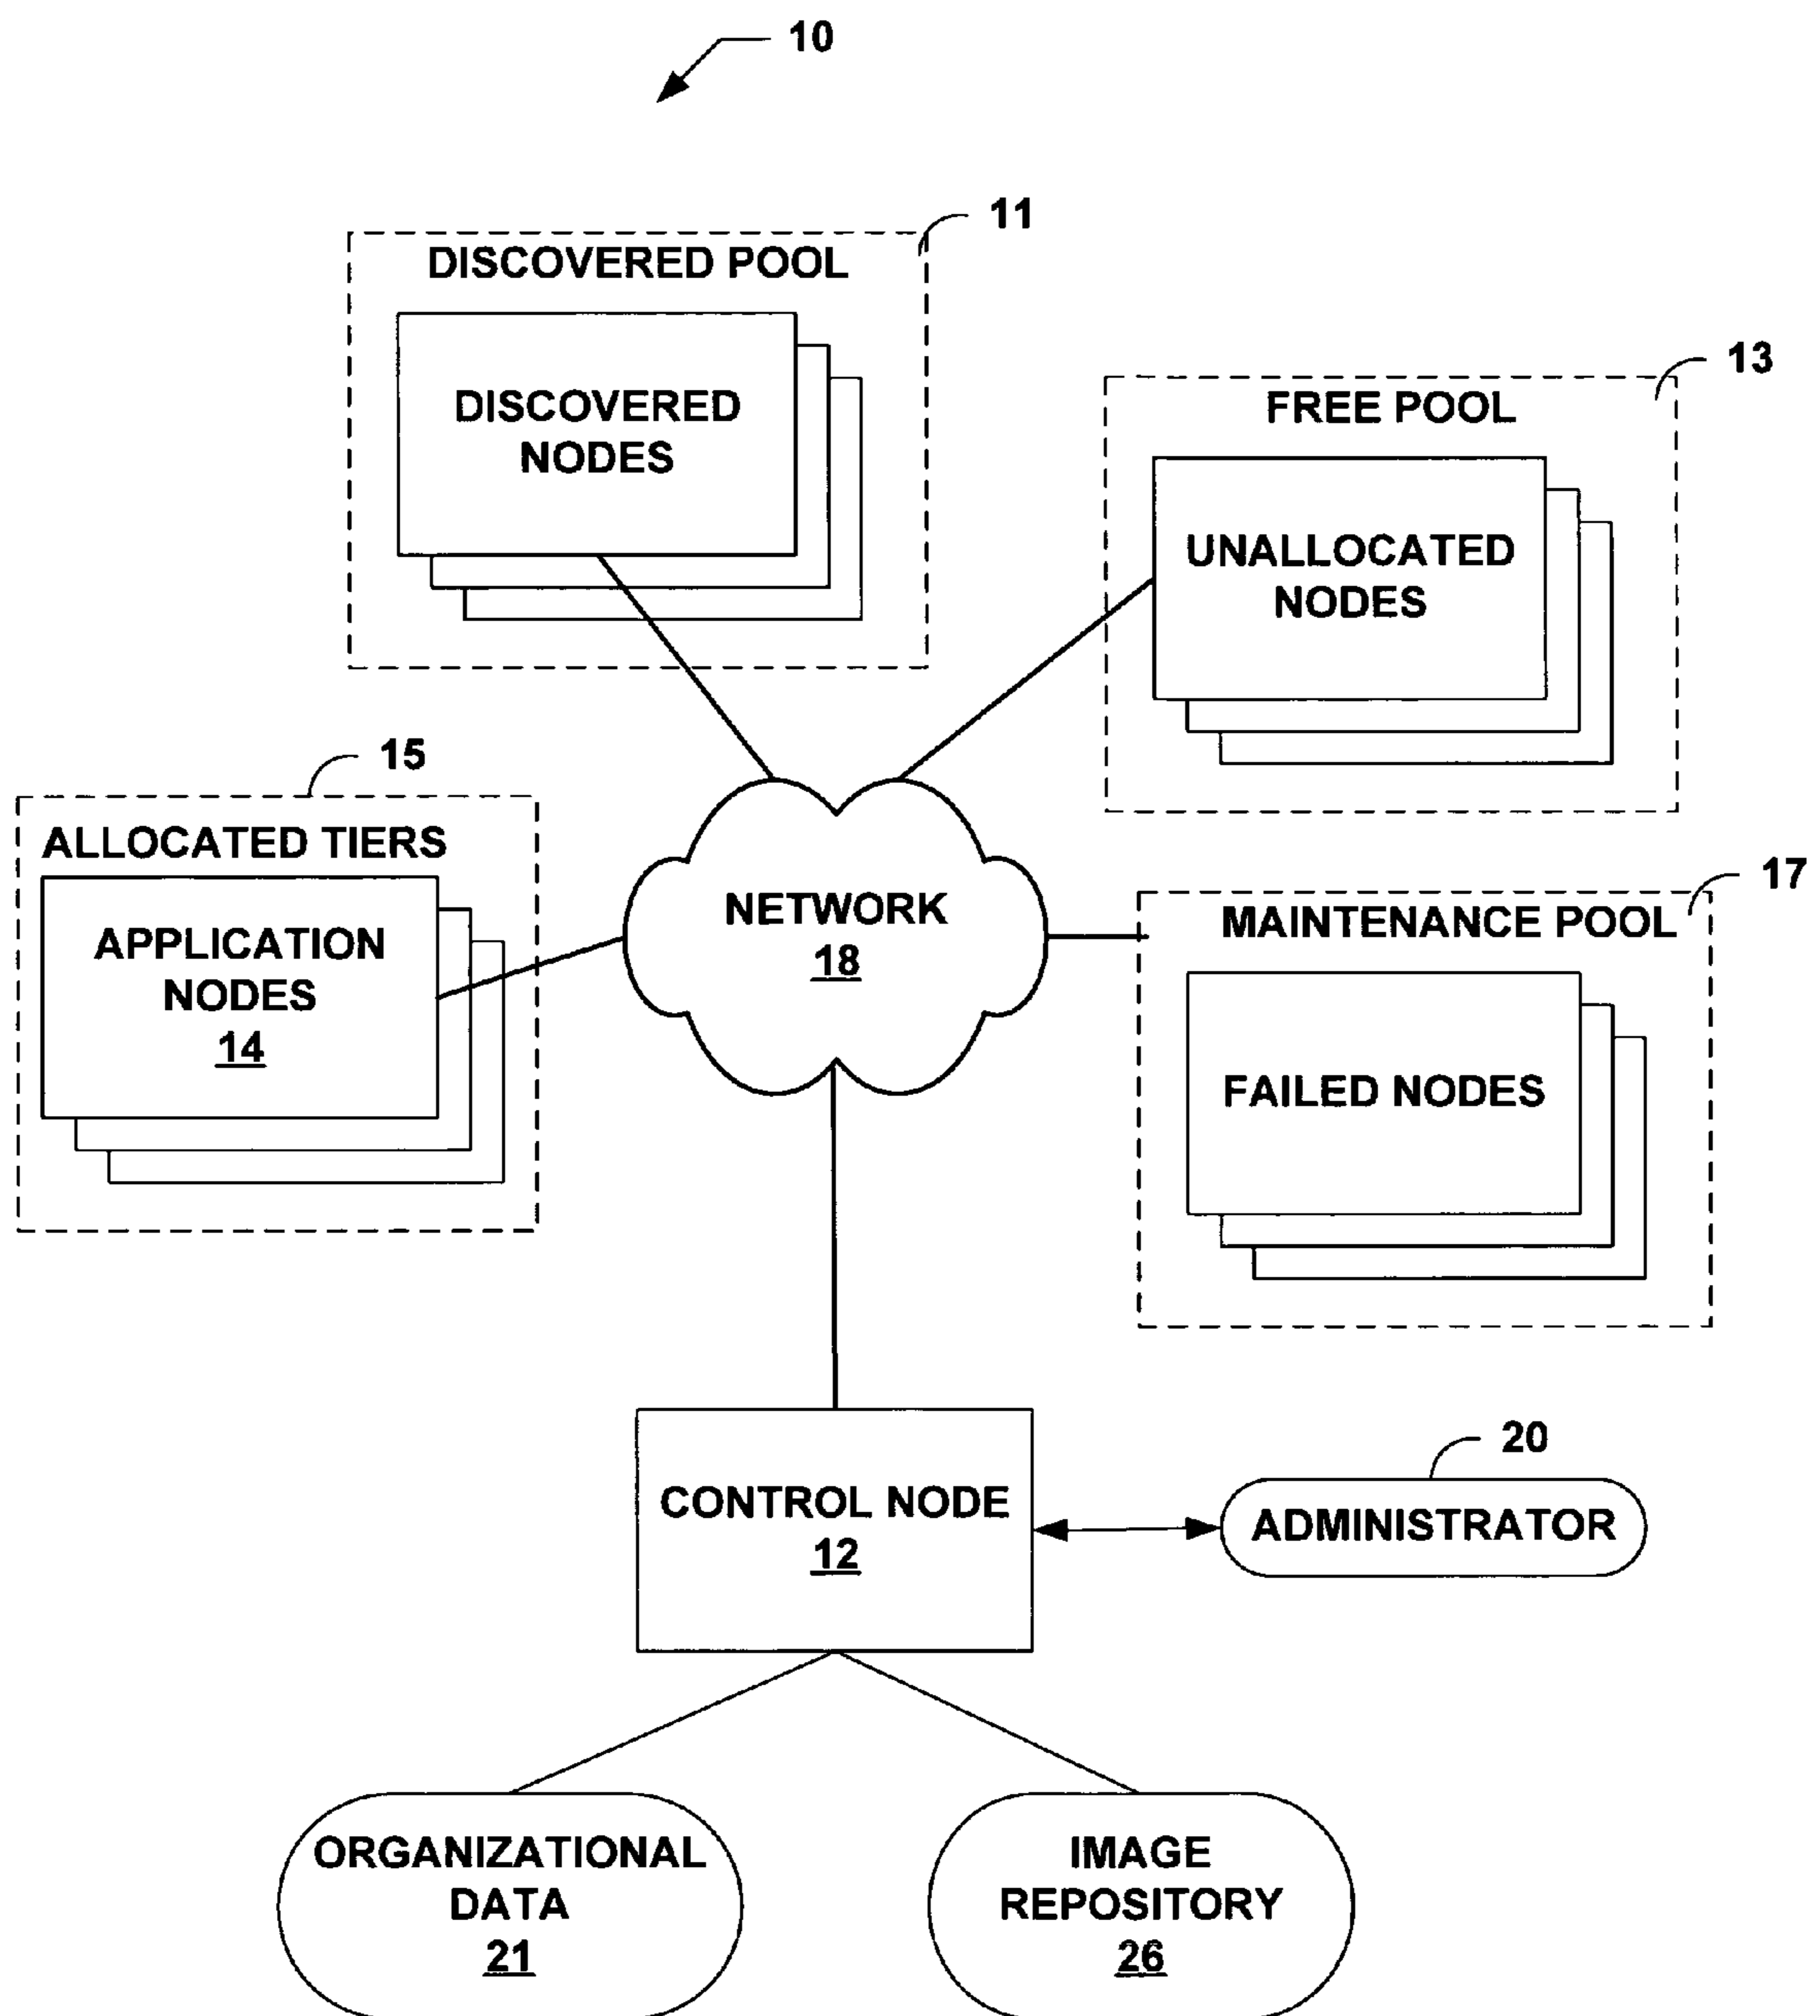 10
11
DISCOVERED POOL
DISCOVERED
NODES
13
FREE POOL
UNALLOCATED
NODES
15
ALLOCATED TIERS
APPLICATION
NODES
14
NETWORK
18
17
MAINTENANCE POOL
FAILED NODES
CONTROL NODE
12
20
ADMINISTRATOR
ORGANIZATIONAL
DATA
21
IMAGE
REPOSITORY
26